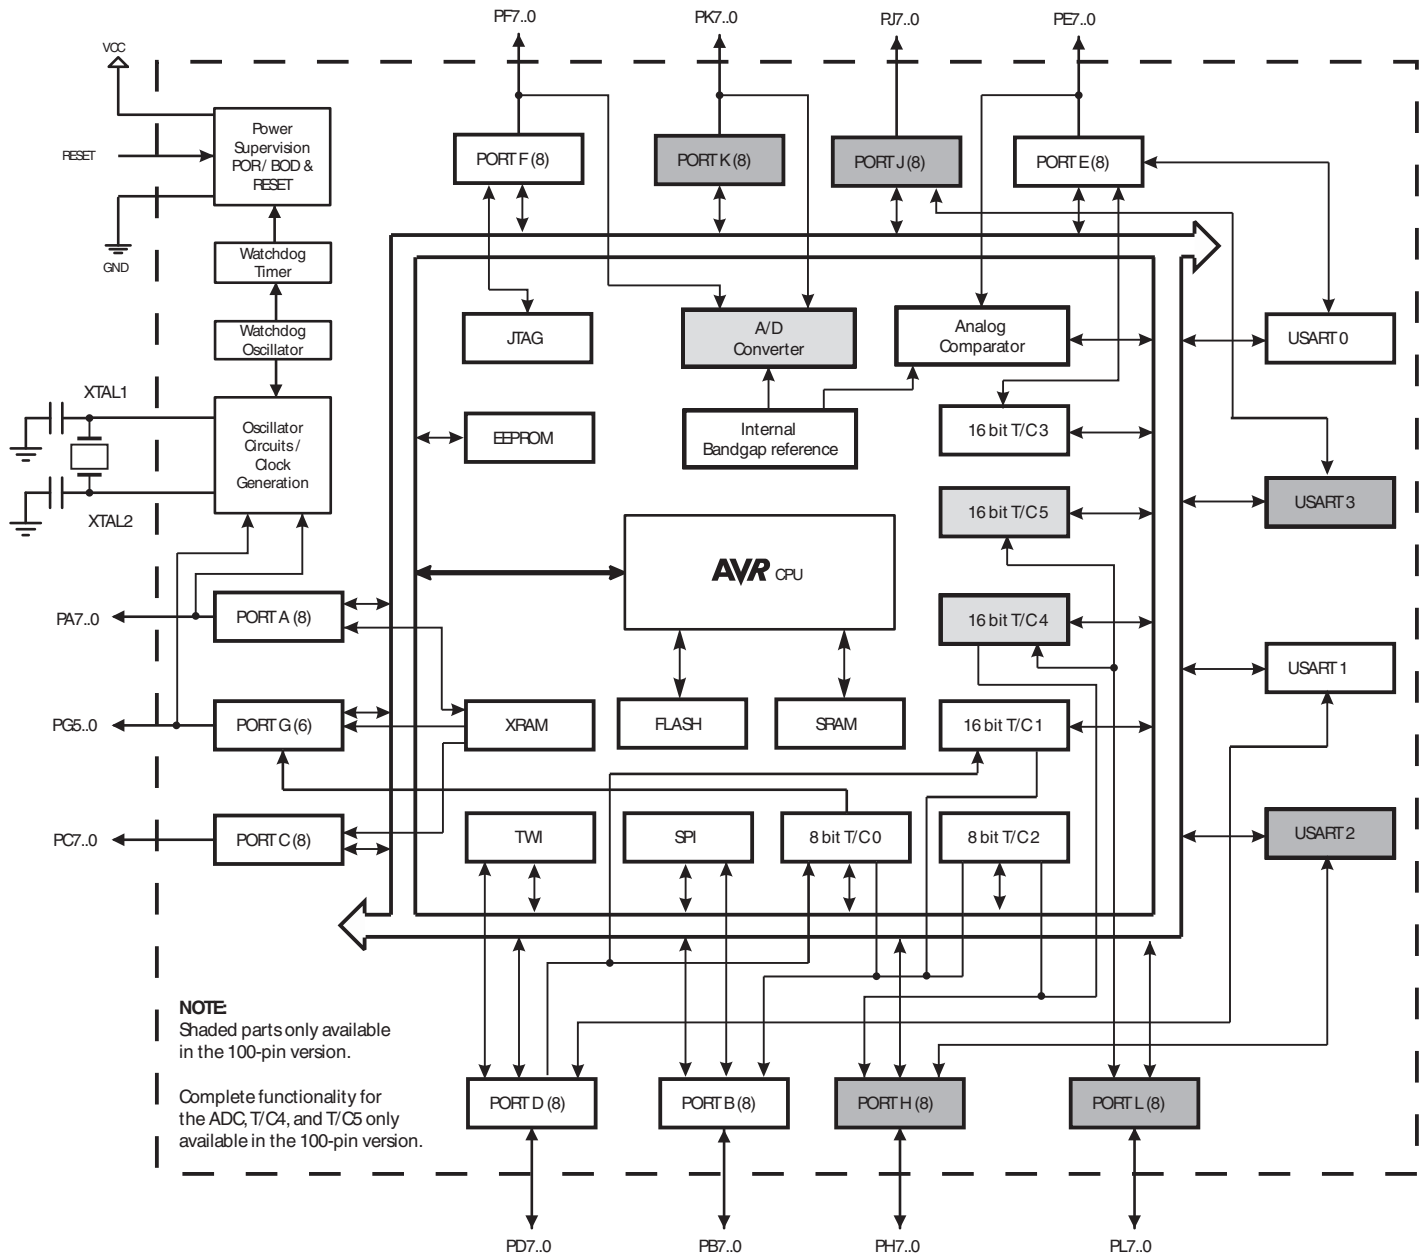 PF7..0
PK7..0
PJ7..0
PE7..0
VCC
RESET
GND
Power
Supervision
POR / BOD &
RESET
Watchdog
Timer
Watchdog
Oscillator
XTAL1
XTAL2
Oscillator
Circuits /
Clock
Generation
PORT F (8)
PORT K (8)
PORT J (8)
PORT E (8)
JTAG
A/D
Converter
Analog
Comparator
USART 0
EEPROM
Internal
Bandgap reference
16 bit T/C 3
16 bit T/C 5
USART 3
AVR CPU
PA7..0
PORT A (8)
16 bit T/C 4
USART 1
PG5..0
PORT G (6)
XRAM
FLASH
SRAM
16 bit T/C 1
PC7..0
PORT C (8)
TWI
SPI
8 bit T/C 0
8 bit T/C 2
USART 2
NOTE:
Shaded parts only available
in the 100-pin version.
Complete functionality for
the ADC, T/C4, and T/C5 only
available in the 100-pin version.
PORT D (8)
PORT B (8)
PORT H (8)
PORT L (8)
PD7..0
PB7..0
PH7..0
PL7..0